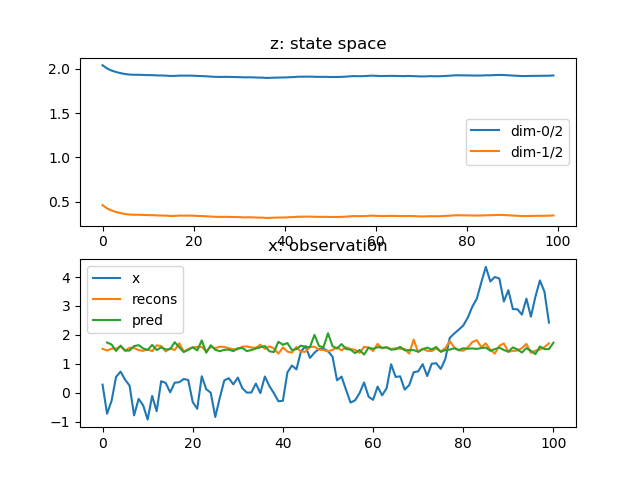 z: state space
2.0
1.5
1.0
0.5
dim-0/2
dim-1/2
0 20 40 60 80 100
x: observation
4
3
2
1
0
−1
x
recons
pred
0 20 40 60 80 100